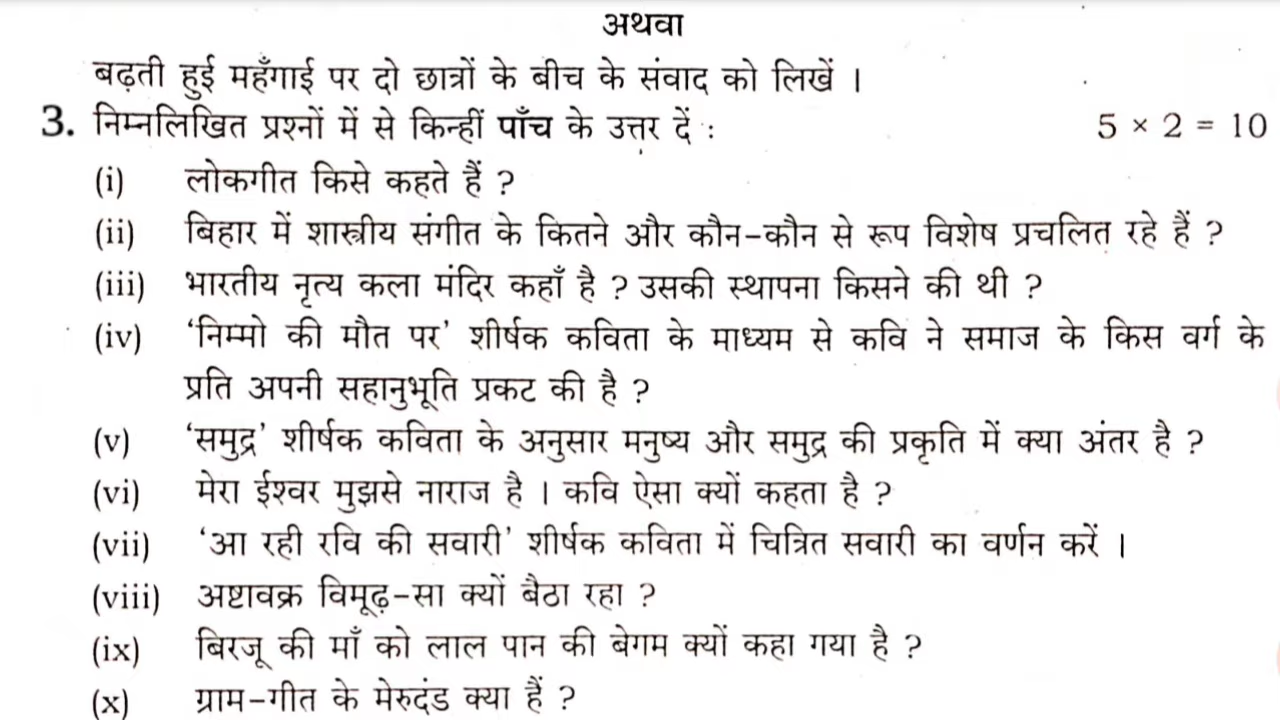 अथवा
बढ़ती हुई महँगाई पर दो छात्रों के बीच के संवाद को लिखें ।
3. निम्नलिखित प्रश्नों में से किन्हीं पाँच के उत्तर दें : 5 × 2 = 10
(i) लोकगीत किसे कहते हैं ?
(ii) बिहार में शास्त्रीय संगीत के कितने और कौन-कौन से रूप विशेष प्रचलित रहे हैं ?
(iii) भारतीय नृत्य कला मंदिर कहाँ है ? उसकी स्थापना किसने की थी ?
(iv) 'निम्मो की मौत पर' शीर्षक कविता के माध्यम से कवि ने समाज के किस वर्ग के
प्रति अपनी सहानुभूति प्रकट की है ?
(v) 'समुद्र' शीर्षक कविता के अनुसार मनुष्य और समुद्र की प्रकृति में क्या अंतर है ?
(vi) मेरा ईश्वर मुझसे नाराज है । कवि ऐसा क्यों कहता है ?
(vii) 'आ रही रवि की सवारी' शीर्षक कविता में चित्रित सवारी का वर्णन करें ।
(viii) अष्टावक्र विमूढ़-सा क्यों बैठा रहा ?
(ix) बिरजू की माँ को लाल पान की बेगम क्यों कहा गया है ?
(x) ग्राम-गीत के मेरुदंड क्या हैं ?